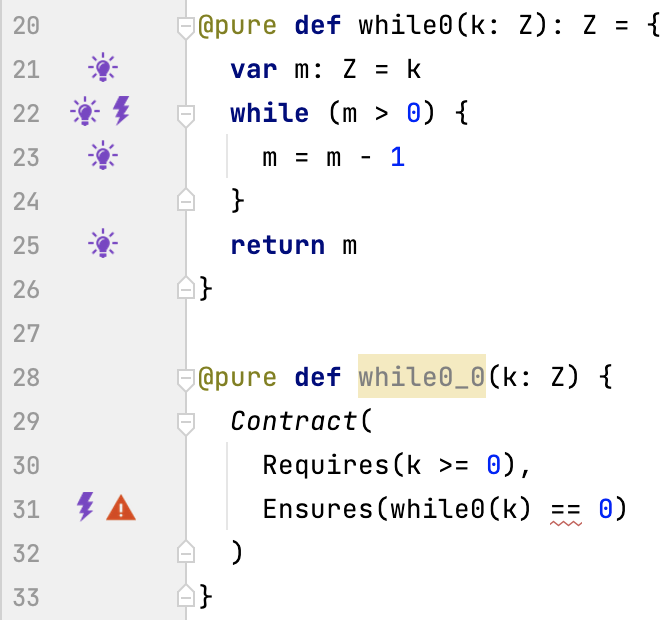 20 @pure def while0(k: Z): Z = {
21   var m: Z = k
22   while (m > 0) {
23     m = m - 1
24   }
25   return m
26 }
27
28 @pure def while0_0(k: Z) {
29   Contract(
30     Requires(k >= 0),
31     Ensures(while0(k) == 0)
32   )
33 }